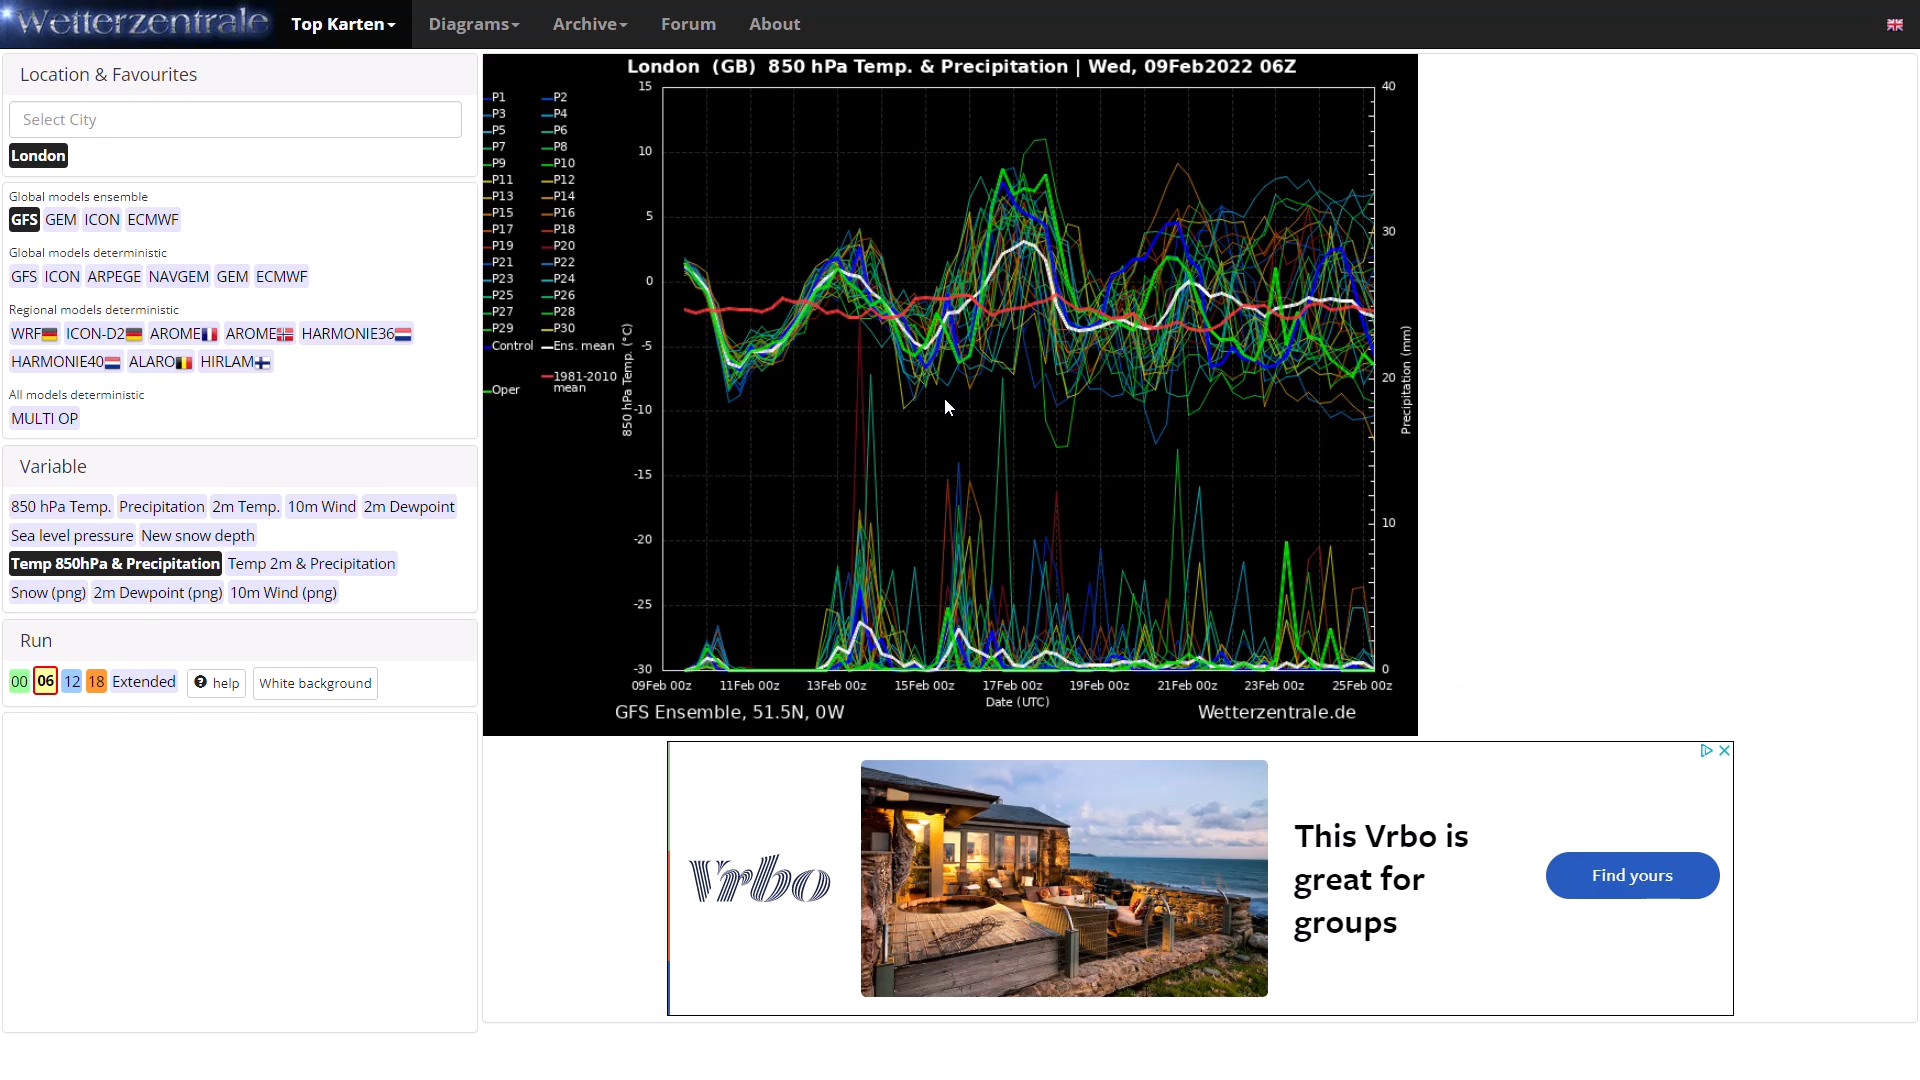 Wetterzentrale Top Karten Diagrams Archive Forum About
Location & Favourites
Select City
London
Global models ensemble
GFS GEM ICON ECMWF
Global models deterministic
GFS ICON ARPEGE NAVGEM GEM ECMWF
Regional models deterministic
WRF ICON-D2 AROME AROME HARMONIE36
HARMONIE40 ALARO HIRLAM
All models deterministic
MULTI OP
Variable
850 hPa Temp. Precipitation 2m Temp. 10m Wind 2m Dewpoint
Sea level pressure New snow depth
Temp 850hPa & Precipitation Temp 2m & Precipitation
Snow (png) 2m Dewpoint (png) 10m Wind (png)
Run
00 06 12 18 Extended help White background
London (GB) 850 hPa Temp. & Precipitation | Wed, 09Feb2022 06Z
P1 P2
P3 P4
P5 P6
P7 P8
P9 P10
P11 P12
P13 P14
P15 P16
P17 P18
P19 P20
P21 P22
P23 P24
P25 P26
P27 P28
P29 P30
Control Ens. mean
Oper 1981-2010
mean
850 hPa Temp. (°C)
15
10
5
0
-5
-10
-15
-20
-25
-30
40
30
20
10
0
Precipitation (mm)
09Feb 00z 11Feb 00z 13Feb 00z 15Feb 00z 17Feb 00z 19Feb 00z 21Feb 00z 23Feb 00z 25Feb 00z
Date (UTC)
GFS Ensemble, 51.5N, 0W Wetterzentrale.de
Vrbo
This Vrbo is
great for
groups
Find yours